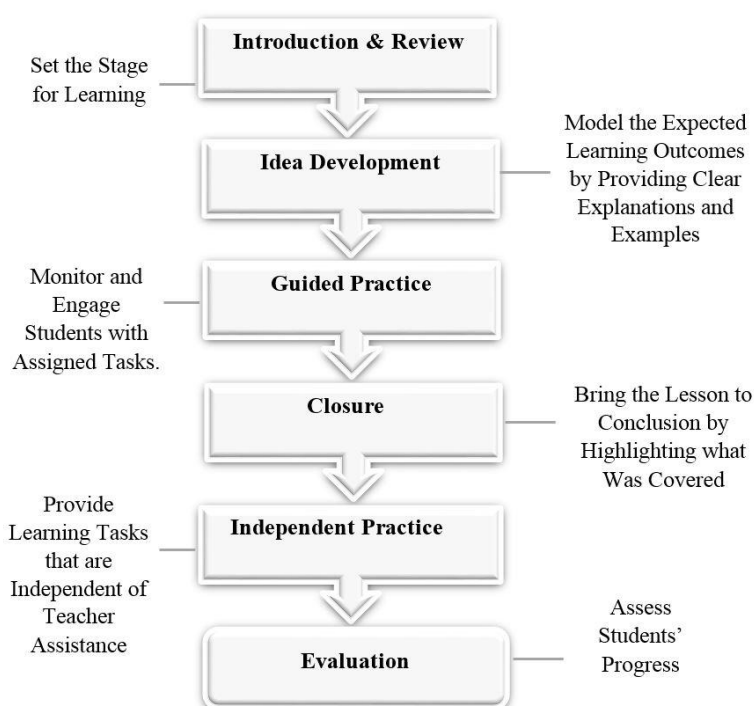 Introduction & Review
Set the Stage
for Learning
Idea Development
Model the Expected
Learning Outcomes
by Providing Clear
Explanations and
Examples
Guided Practice
Monitor and
Engage
Students with
Assigned Tasks.
Closure
Bring the Lesson to
Conclusion by
Highlighting what
Was Covered
Independent Practice
Provide
Learning Tasks
that are
Independent of
Teacher
Assistance
Evaluation
Assess
Students’
Progress